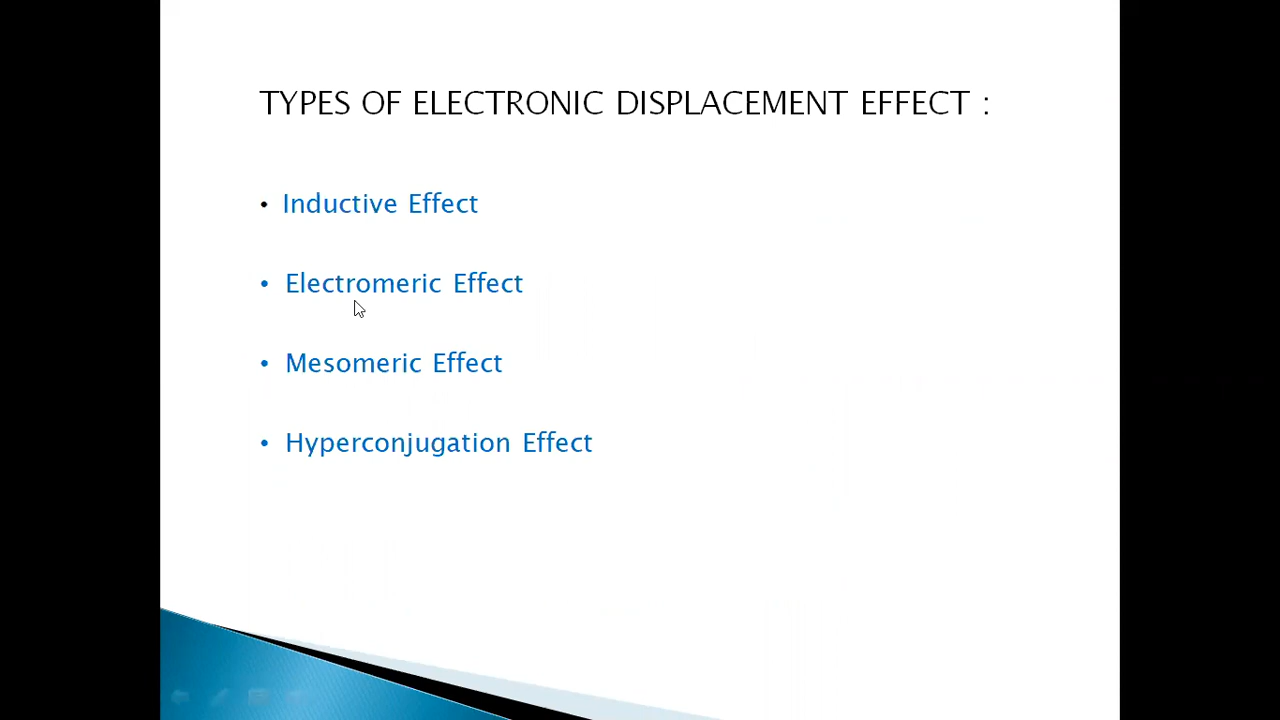 TYPES OF ELECTRONIC DISPLACEMENT EFFECT :
• Inductive Effect
• Electromeric Effect
• Mesomeric Effect
• Hyperconjugation Effect